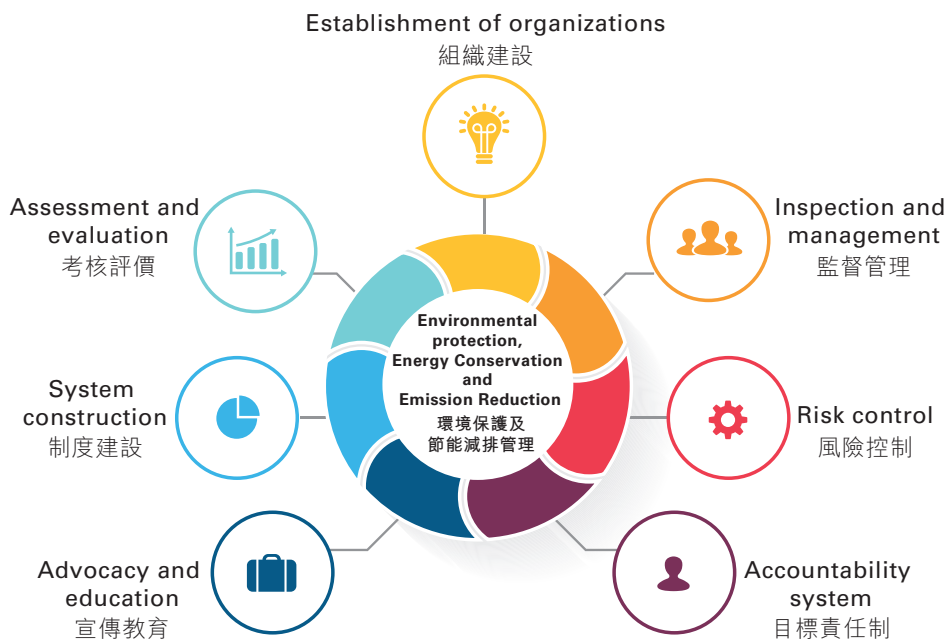 Establishment of organizations
組織建設
Assessment and
evaluation
考核評價
Inspection and
management
監督管理
Environmental
protection,
Energy Conservation
and
Emission Reduction
環境保護及
節能減排管理
System
construction
制度建設
Risk control
風險控制
Advocacy and
education
宣傳教育
Accountability
system
目標責任制